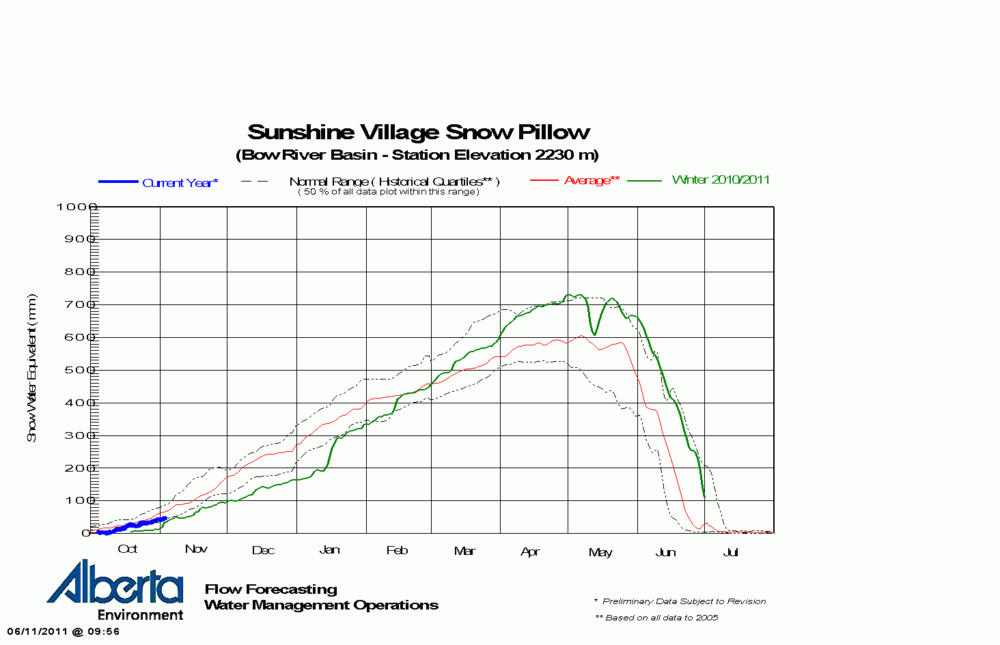 Sunshine Village Snow Pillow
(Bow River Basin - Station Elevation 2230 m)
Current Year*
Normal Range ( Historical Quartiles** )
( 50 % of all data plot within this range)
Average**
Winter 2010/2011
1000
900
800
700
600
500
400
300
200
100
0
Snow Water Equivalent ( mm )
Oct Nov Dec Jan Feb Mar Apr May Jun Jul
Alberta
Environment
Flow Forecasting
Water Management Operations
* Preliminary Data Subject to Revision
** Based on all data to 2005
06/11/2011 @ 09:56